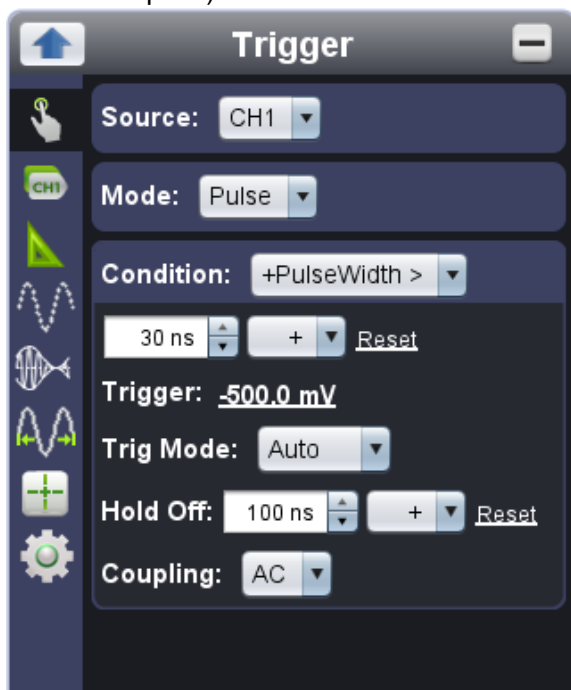 Trigger
Source: CH1
CH1
Mode: Pulse
Condition: +PulseWidth >
30 ns + Reset
Trigger: -500.0 mV
Trig Mode: Auto
Hold Off: 100 ns + Reset
Coupling: AC